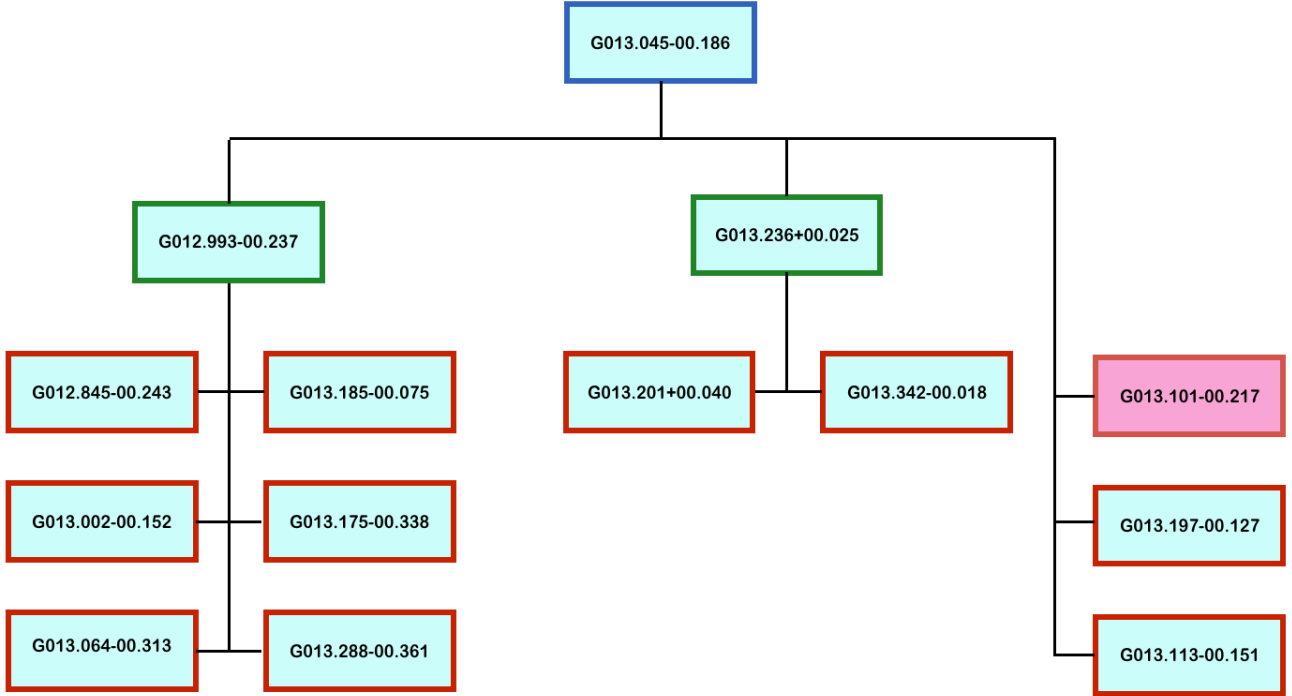 G013.045-00.186
G012.993-00.237
G013.236+00.025
G012.845-00.243
G013.185-00.075
G013.201+00.040
G013.342-00.018
G013.101-00.217
G013.002-00.152
G013.175-00.338
G013.197-00.127
G013.064-00.313
G013.288-00.361
G013.113-00.151